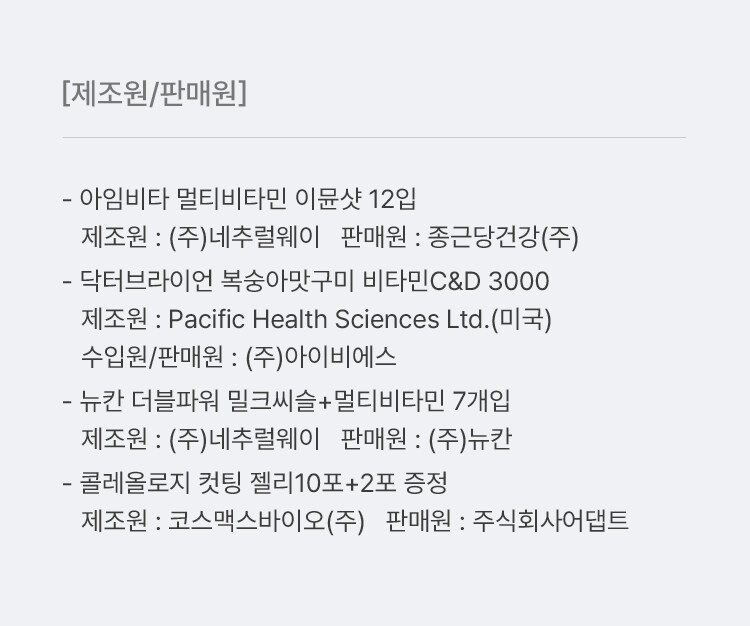 [제조원/판매원]
- 아임비타 멀티비타민 이뮨샷 12입
제조원 : (주)네추럴웨이 판매원 : 종근당건강(주)
- 닥터브라이언 복숭아맛구미 비타민C&D 3000
제조원 : Pacific Health Sciences Ltd.(미국)
수입원/판매원 : (주)아이비에스
- 뉴칸 더블파워 밀크씨슬+멀티비타민 7개입
제조원 : (주)네추럴웨이 판매원 : (주)뉴칸
- 콜레올로지 컷팅 젤리10포+2포 증정
제조원 : 코스맥스바이오(주) 판매원 : 주식회사어댑트